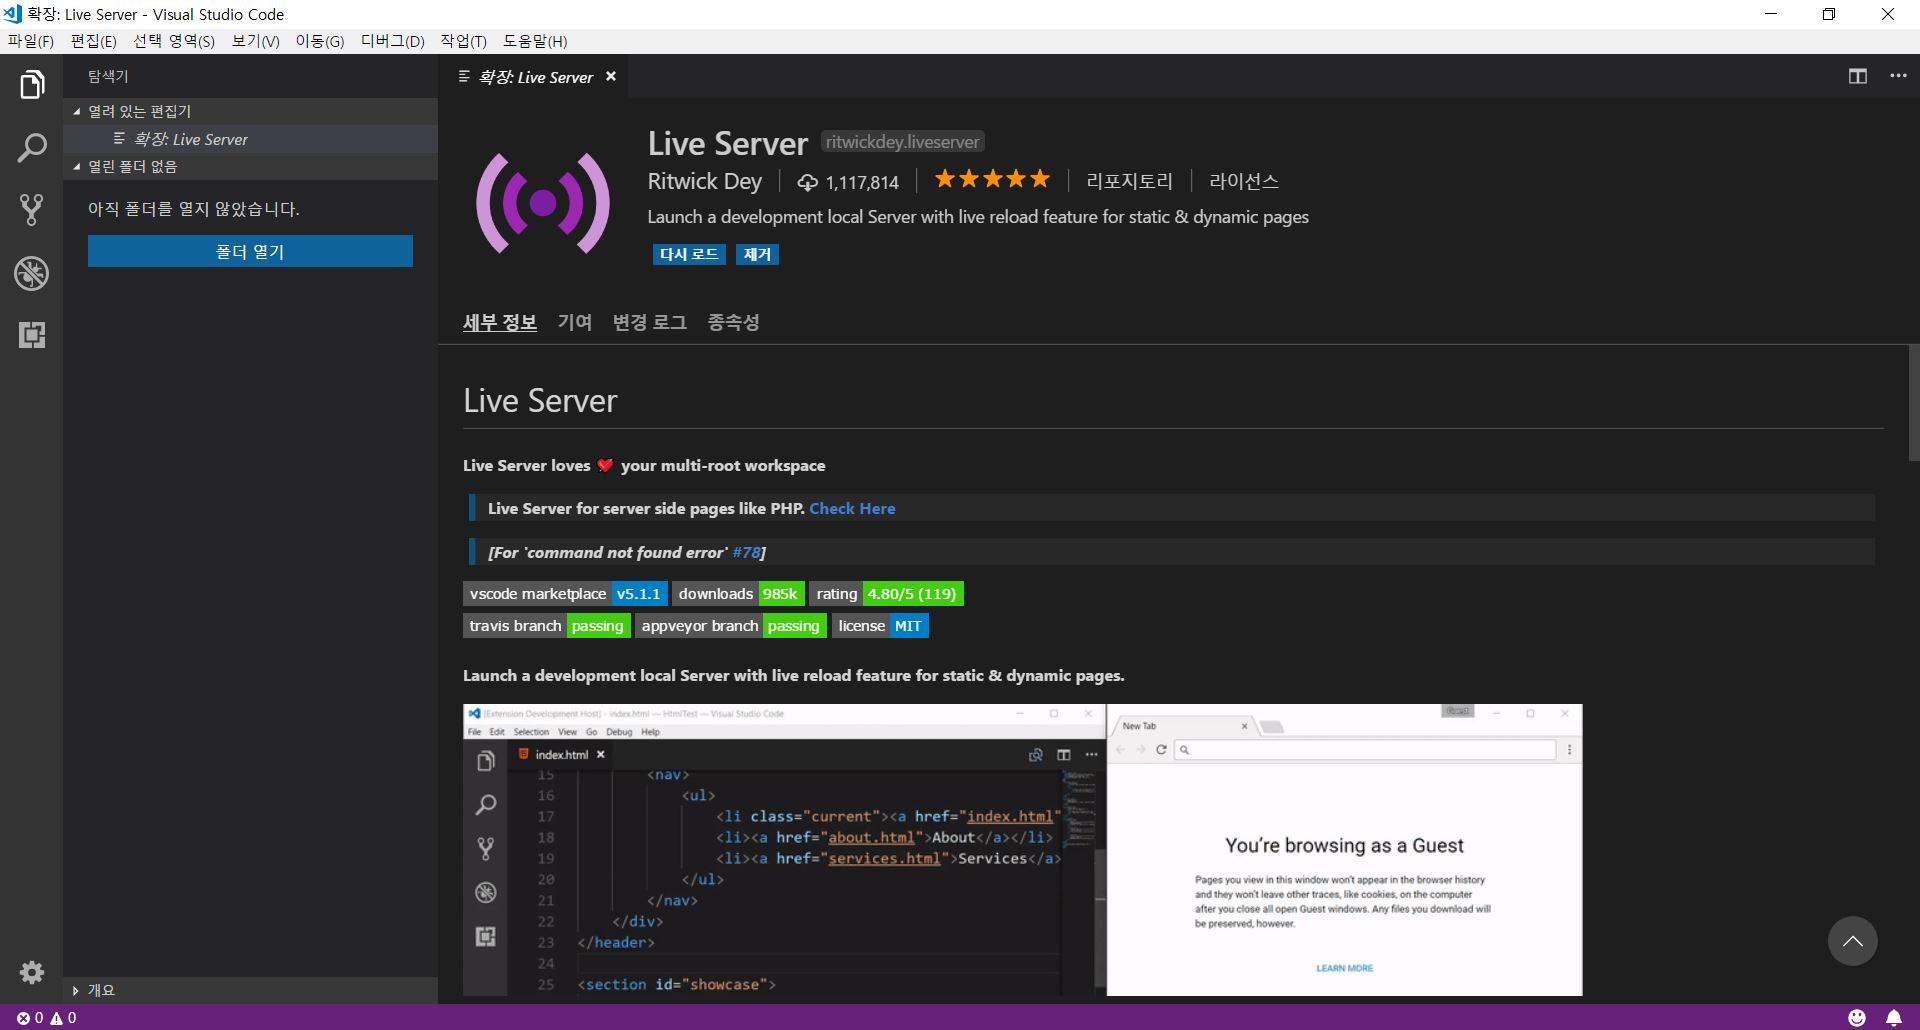 확장: Live Server - Visual Studio Code
파일(F) 편집(E) 선택 영역(S) 보기(V) 이동(G) 디버그(D) 작업(T) 도움말(H)
탐색기
열려 있는 편집기
확장: Live Server
열린 폴더 없음
아직 폴더를 열지 않았습니다.
폴더 열기
개요
확장: Live Server
Live Server ritwickdey.liveserver
Ritwick Dey 1,117,814 리포지토리 라이선스
Launch a development local Server with live reload feature for static & dynamic pages
다시 로드 제거
세부 정보 기여 변경 로그 종속성
Live Server
Live Server loves your multi-root workspace
Live Server for server side pages like PHP. Check Here
[For 'command not found error' #78]
vscode marketplace v5.1.1 downloads 985k rating 4.80/5 (119)
travis branch passing appveyor branch passing license MIT
Launch a development local Server with live reload feature for static & dynamic pages.
[Extension Development Host] - index.html — HtmlTest — Visual Studio Code
File Edit Selection View Go Debug Help
index.html
15 <nav>
16 <ul>
17 <li class="current"><a href="index.html"
18 <li><a href="about.html">About</a></li>
19 <li><a href="services.html">Services</a>
20 </ul>
21 </nav>
22 </div>
23 </header>
24
25 <section id="showcase">
Guest
New Tab
You're browsing as a Guest
Pages you view in this window won't appear in the browser history
and they won't leave other traces, like cookies, on the computer
after you close all open Guest windows. Any files you download will
be preserved, however.
LEARN MORE
0 0